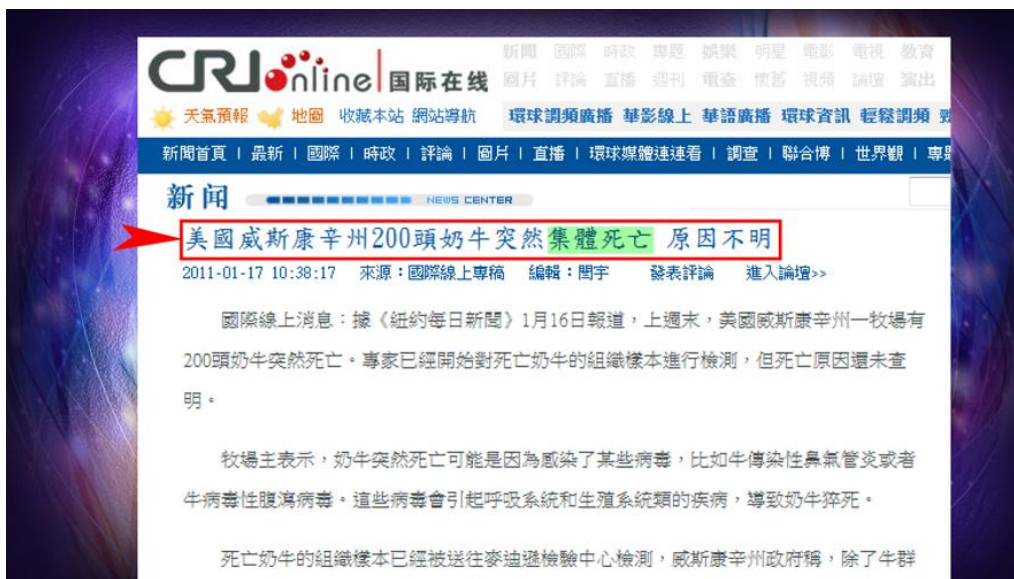 CRIonline 国际在线
新聞 國際 時政 專題 娛樂 明星 電影 電視 教育
圖片 評論 直播 週刊 電臺 懷舊 視頻 論壇 演出
天氣預報 地圖 收藏本站 網站導航 環球調頻廣播 華影線上 華語廣播 環球資訊 輕鬆調頻
新聞首頁 | 最新 | 國際 | 時政 | 評論 | 圖片 | 直播 | 環球媒體連連看 | 調查 | 聯合博 | 世界觀 | 專題
新闻 NEWS CENTER
美國威斯康辛州200頭奶牛突然集體死亡 原因不明
2011-01-17 10:38:17 來源：國際線上專稿 編輯：閆宇 發表評論 進入論壇>>
國際線上消息：據《紐約每日新聞》1月16日報道，上週末，美國威斯康辛州一牧場有
200頭奶牛突然死亡。專家已經開始對死亡奶牛的組織樣本進行檢測，但死亡原因還未查
明。
牧場主表示，奶牛突然死亡可能是因為感染了某些病毒，比如牛傳染性鼻氣管炎或者
牛病毒性腹瀉病毒。這些病毒會引起呼吸系統和生殖系統類的疾病，導致奶牛猝死。
死亡奶牛的組織樣本已經被送往麥迪遜檢驗中心檢測，威斯康辛州政府稱，除了牛群